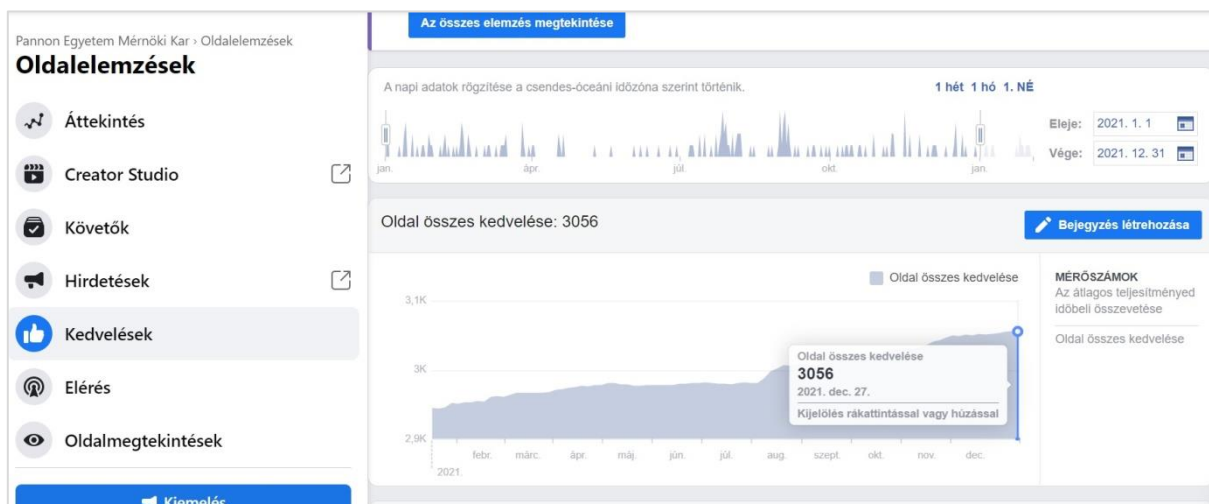 Pannon Egyetem Mérnöki Kar › Oldalelemzések
Oldalelemzések
Áttekintés
Creator Studio
Követők
Hirdetések
Kedvelések
Elérés
Oldalmegtekintések
Kiemelés
Az összes elemzés megtekintése
A napi adatok rögzítése a csendes-óceáni időzóna szerint történik.
1 hét 1 hó 1. NÉ
Eleje: 2021. 1. 1
Vége: 2021. 12. 31
jan. ápr. júl. okt. jan.
Oldal összes kedvelése: 3056
Bejegyzés létrehozása
Oldal összes kedvelése
3,1K
3K
2,9K
Oldal összes kedvelése
3056
2021. dec. 27.
Kijelölés rákattintással vagy húzással
febr. márc. ápr. máj. jún. júl. aug. szept. okt. nov. dec.
2021.
MÉRŐSZÁMOK
Az átlagos teljesítményed
időbeli összevetése
Oldal összes kedvelése